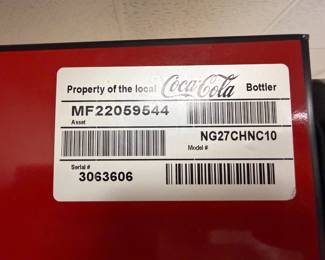 Property of the local Coca-Cola Bottler
MF22059544
Asset
NG27CHNC10
Model #
Serial #
3063606